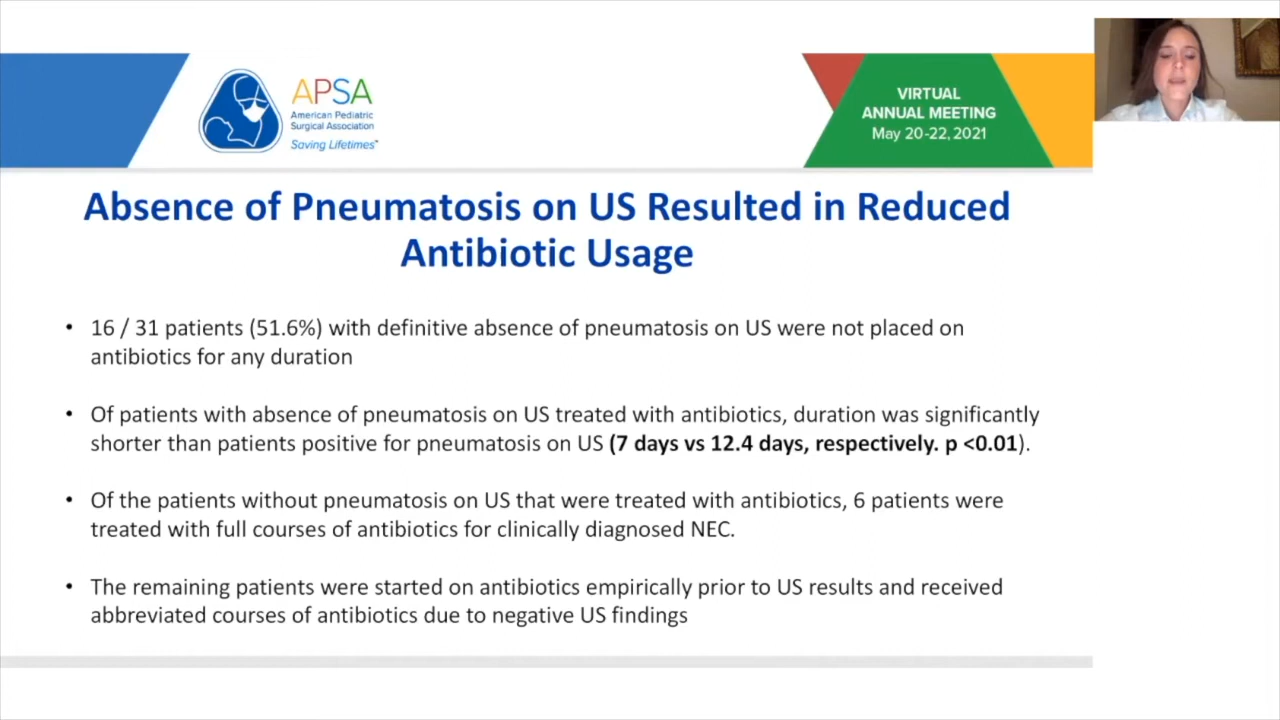 APSA
American Pediatric
Surgical Association
Saving Lifetimes™
VIRTUAL
ANNUAL MEETING
May 20-22, 2021
Absence of Pneumatosis on US Resulted in Reduced
Antibiotic Usage
• 16 / 31 patients (51.6%) with definitive absence of pneumatosis on US were not placed on
antibiotics for any duration
• Of patients with absence of pneumatosis on US treated with antibiotics, duration was significantly
shorter than patients positive for pneumatosis on US (7 days vs 12.4 days, respectively. p <0.01).
• Of the patients without pneumatosis on US that were treated with antibiotics, 6 patients were
treated with full courses of antibiotics for clinically diagnosed NEC.
• The remaining patients were started on antibiotics empirically prior to US results and received
abbreviated courses of antibiotics due to negative US findings